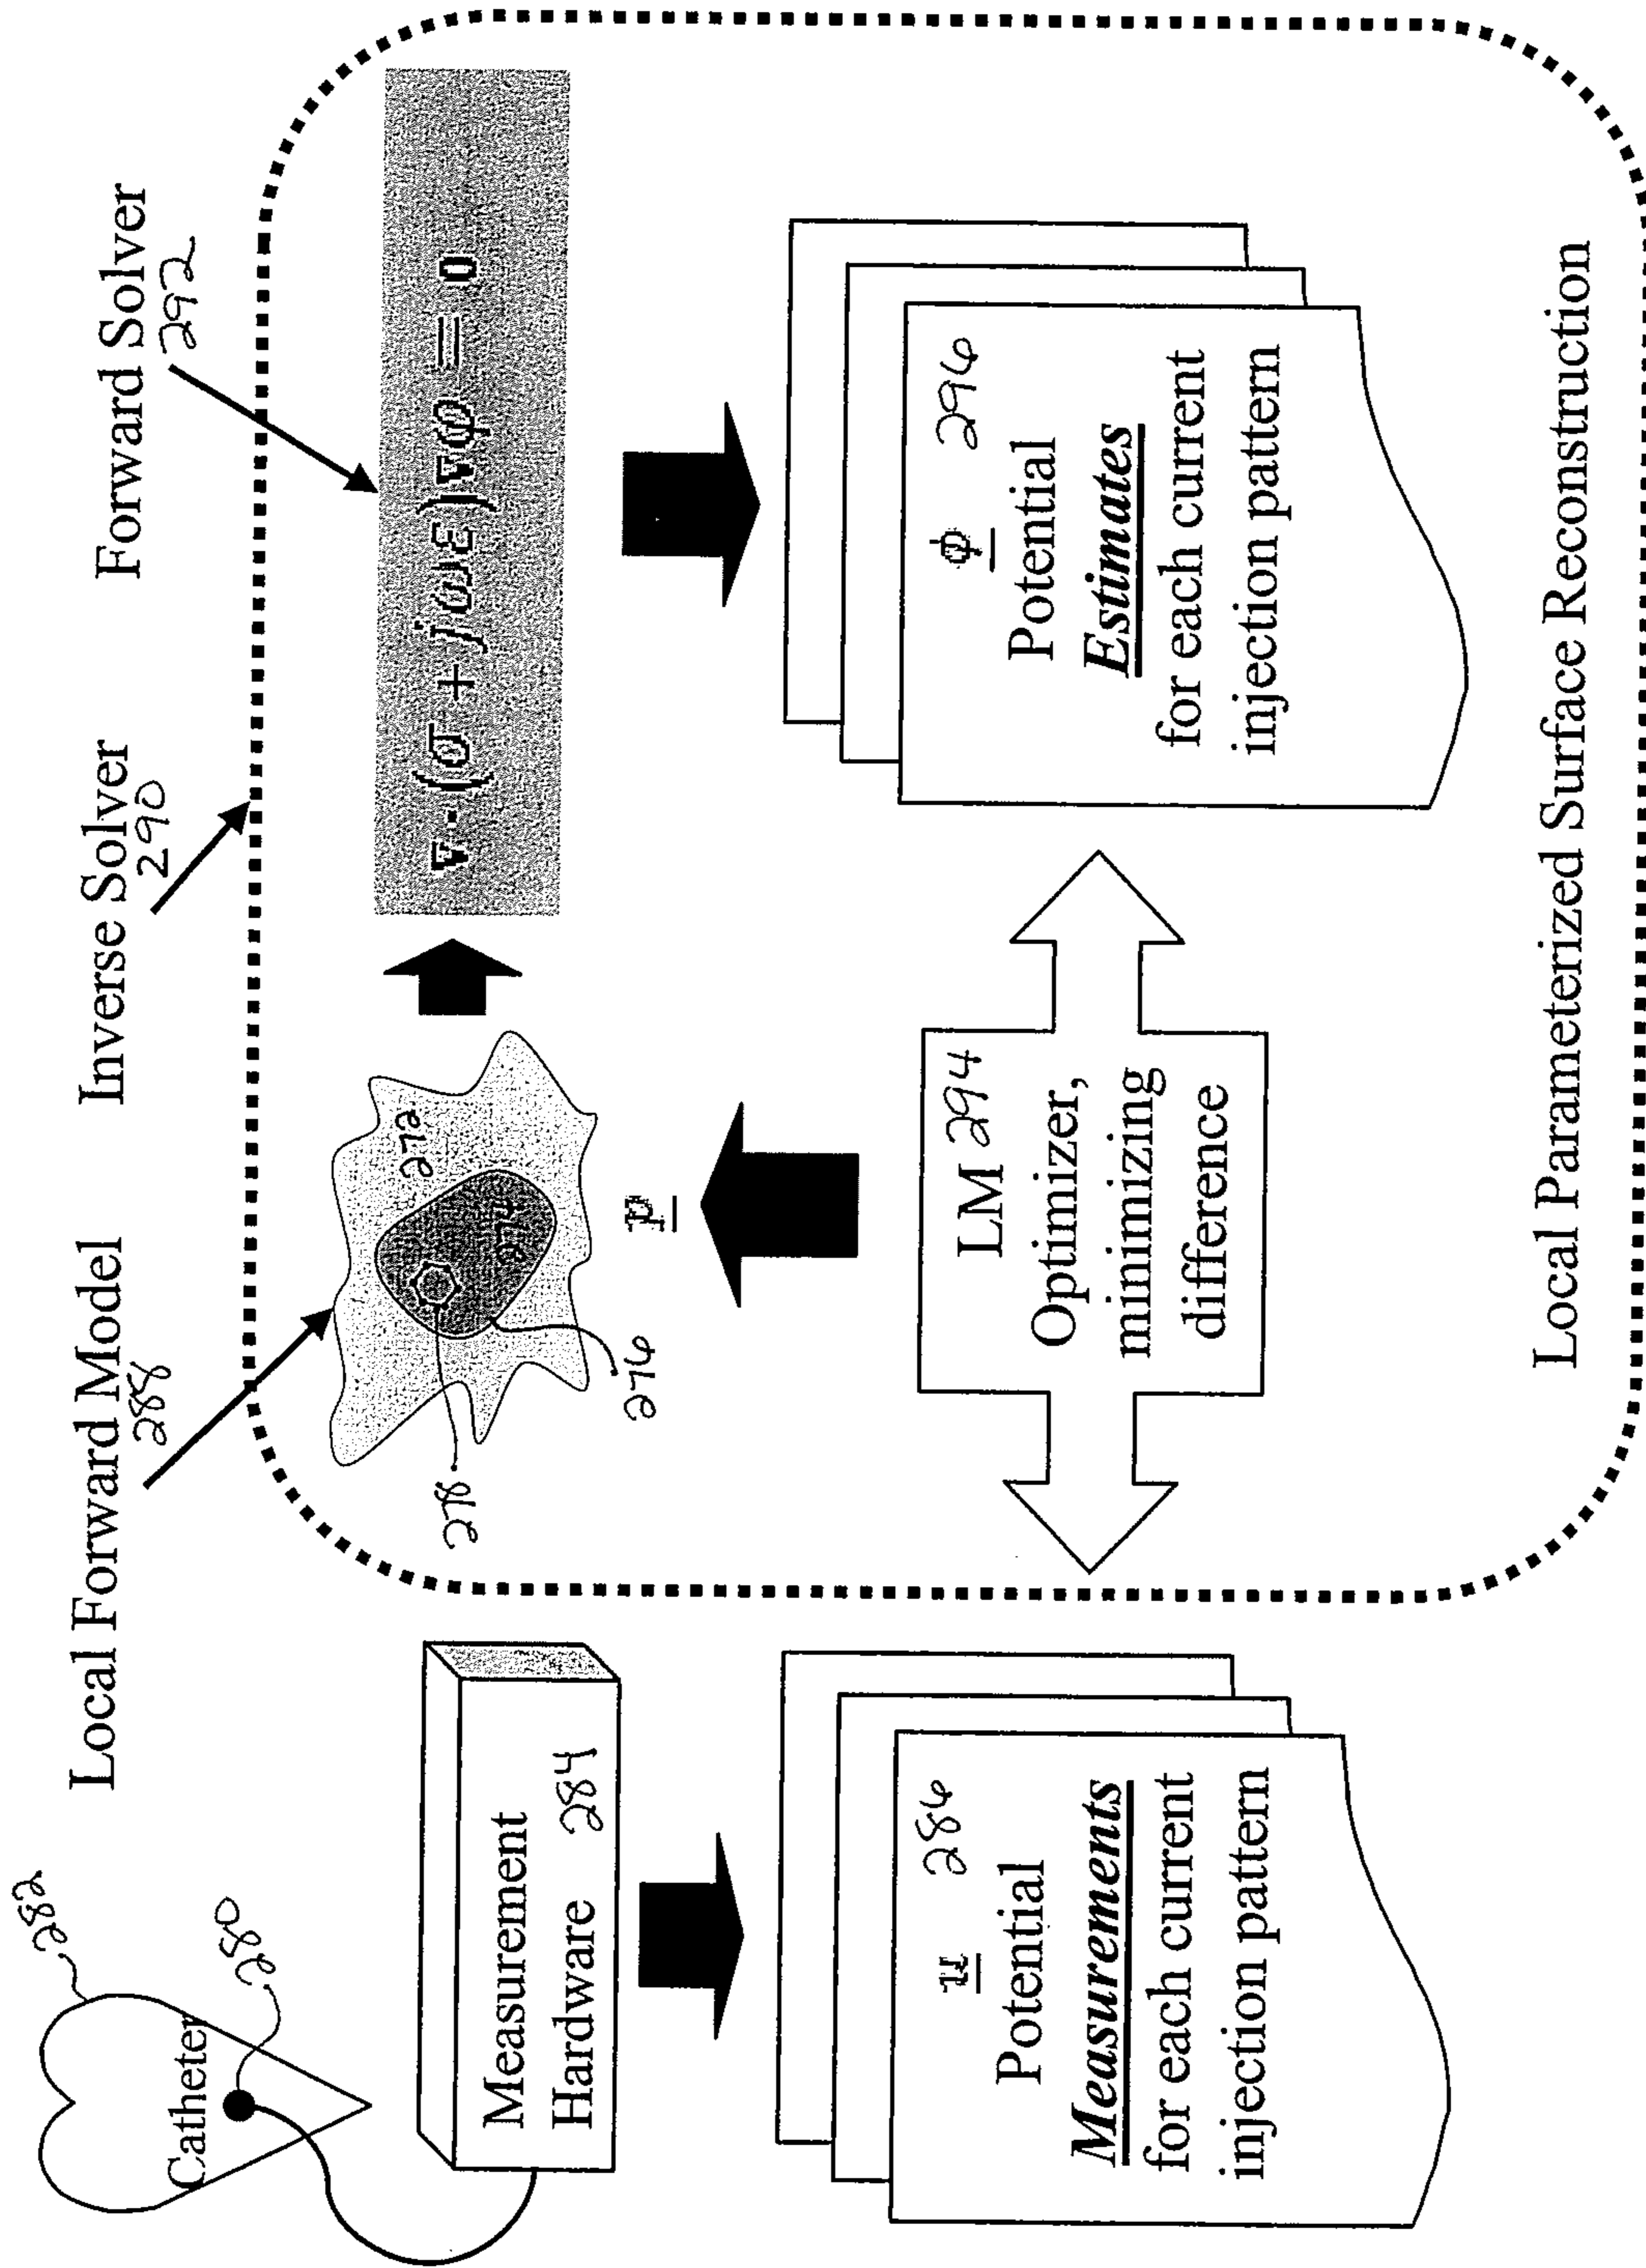 282
Catheter
280
Measurement
Hardware 284
u 286
Potential
Measurements
for each current
injection pattern
Local Forward Model
288
Inverse Solver
290
Forward Solver
292
272
278
276
p
∇·(σ + jωε)∇φ = 0
LM 294
Optimizer,
minimizing
difference
φ 296
Potential
Estimates
for each current
injection pattern
Local Parameterized Surface Reconstruction